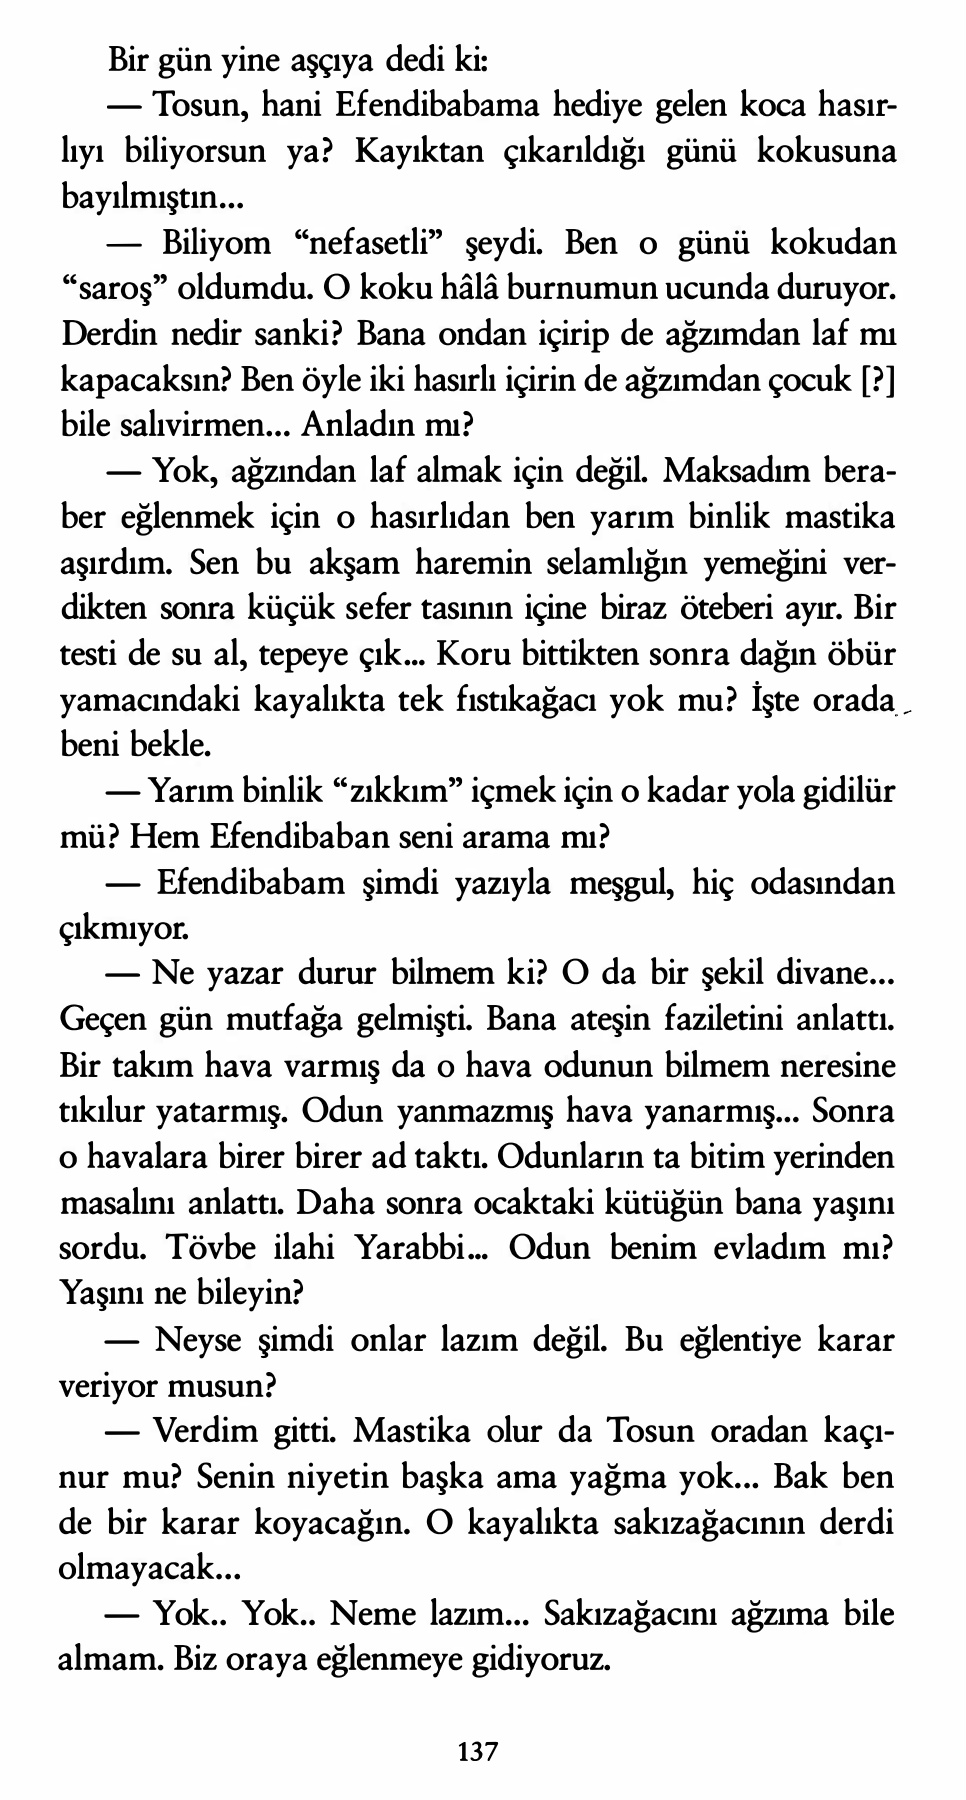 Bir gün yine aşçıya dedi ki:
— Tosun, hani Efendibabama hediye gelen koca hasır-
lıyı biliyorsun ya? Kayıktan çıkarıldığı günü kokusuna
bayılmıştın...
— Biliyom “nefasetli” şeydi. Ben o günü kokudan
“saroş” oldumdu. O koku hâlâ burnumun ucunda duruyor.
Derdin nedir sanki? Bana ondan içirip de ağzımdan laf mı
kapacaksın? Ben öyle iki hasırlı içirin de ağzımdan çocuk [?]
bile salıvirmen... Anladın mı?
— Yok, ağzından laf almak için değil. Maksadım bera-
ber eğlenmek için o hasırlıdan ben yarım binlik mastika
aşırdım. Sen bu akşam haremin selamlığın yemeğini ver-
dikten sonra küçük sefer tasının içine biraz öteberi ayır. Bir
testi de su al, tepeye çık... Koru bittikten sonra dağın öbür
yamacındaki kayalıkta tek fıstıkağacı yok mu? İşte orada
beni bekle.
— Yarım binlik “zıkkım” içmek için o kadar yola gidilür
mü? Hem Efendibaban seni arama mı?
— Efendibabam şimdi yazıyla meşgul, hiç odasından
çıkmıyor.
— Ne yazar durur bilmem ki? O da bir şekil divane...
Geçen gün mutfağa gelmişti. Bana ateşin faziletini anlattı.
Bir takım hava varmış da o hava odunun bilmem neresine
tıkılur yatarmış. Odun yanmazmış hava yanarmış... Sonra
o havalara birer birer ad taktı. Odunların ta bitim yerinden
masalını anlattı. Daha sonra ocaktaki kütüğün bana yaşını
sordu. Tövbe ilahi Yarabbi... Odun benim evladım mı?
Yaşını ne bileyin?
— Neyse şimdi onlar lazım değil. Bu eğlentiye karar
veriyor musun?
— Verdim gitti. Mastika olur da Tosun oradan kaçı-
nur mu? Senin niyetin başka ama yağma yok... Bak ben
de bir karar koyacağın. O kayalıkta sakızağacının derdi
olmayacak...
— Yok.. Yok.. Neme lazım... Sakızağacını ağzıma bile
almam. Biz oraya eğlenmeye gidiyoruz.
137